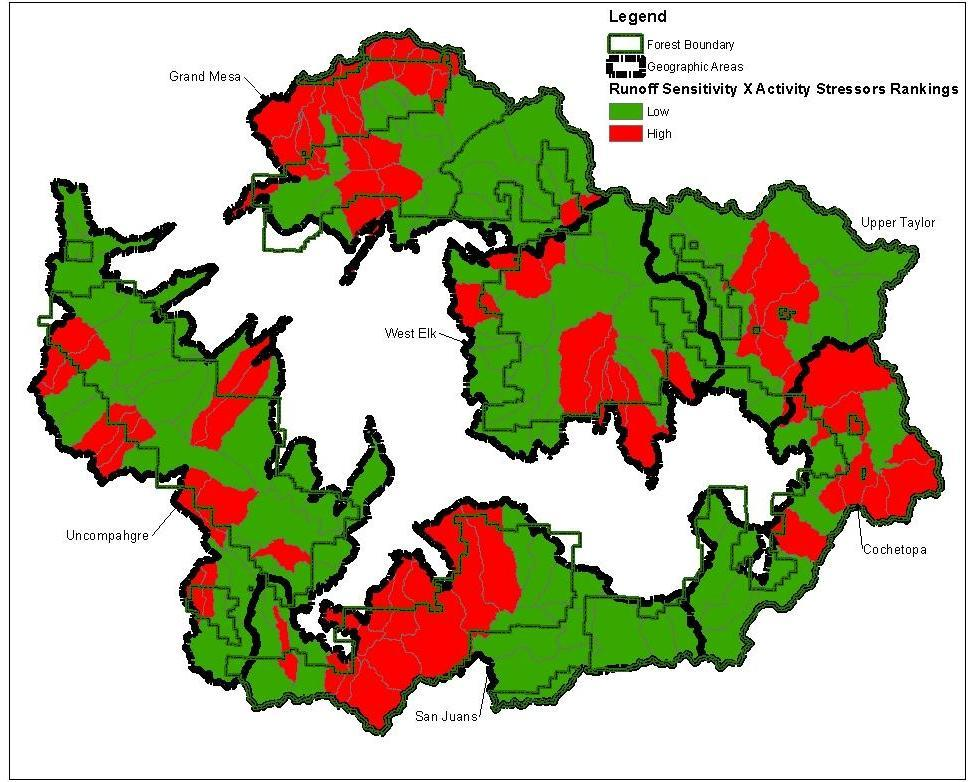 Legend
Forest Boundary
Geographic Areas
Runoff Sensitivity X Activity Stressors Rankings
Low
High
Grand Mesa
Upper Taylor
West Elk
Uncompahgre
Cochetopa
San Juans